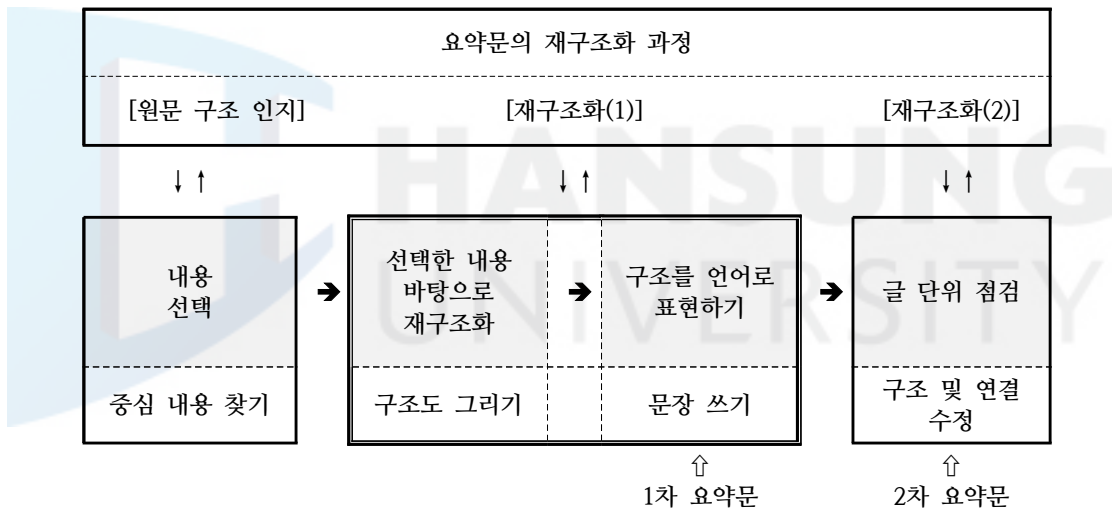 요약문의 재구조화 과정
[원문 구조 인지] [재구조화(1)] [재구조화(2)]
↓ ↑ ↓ ↑ ↓ ↑
내용
선택
➔
선택한 내용
바탕으로
재구조화
➔
구조를 언어로
표현하기
➔
글 단위 점검
중심 내용 찾기
구조도 그리기
문장 쓰기
구조 및 연결
수정
⇧ ⇧
1차 요약문 2차 요약문
HANSUNG
UNIVERSITY